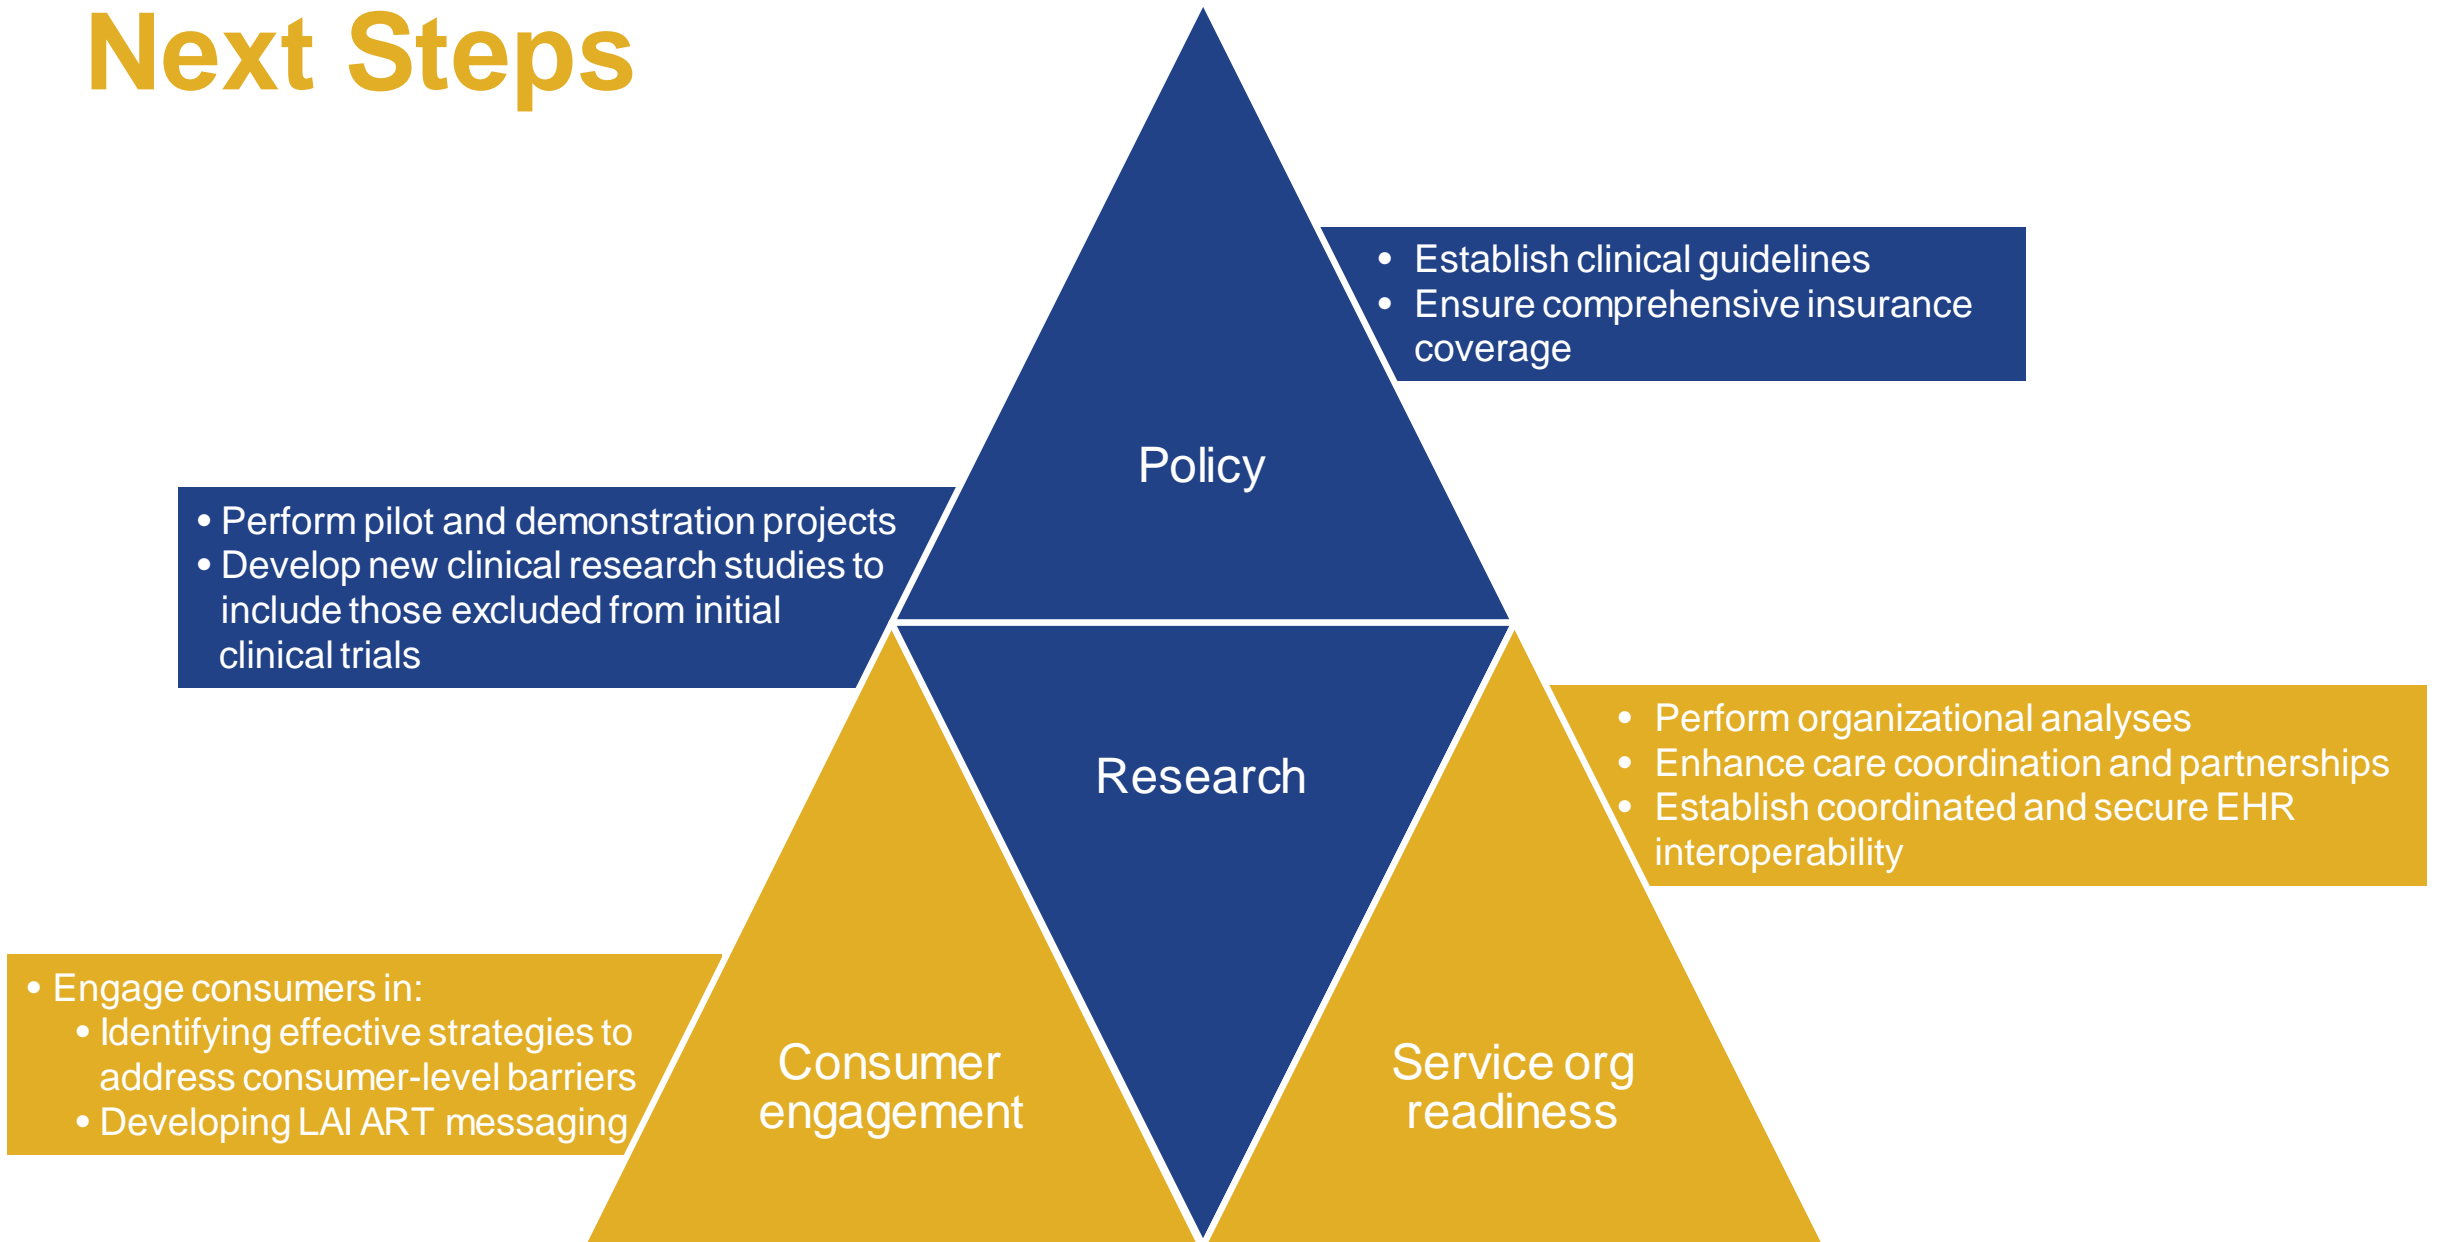 Next Steps
• Establish clinical guidelines
• Ensure comprehensive insurance
coverage
Policy
• Perform pilot and demonstration projects
• Develop new clinical research studies to
include those excluded from initial
clinical trials
Research
• Perform organizational analyses
• Enhance care coordination and partnerships
• Establish coordinated and secure EHR
interoperability
• Engage consumers in:
• Identifying effective strategies to
address consumer-level barriers
• Developing LAI ART messaging
Consumer
engagement
Service org
readiness